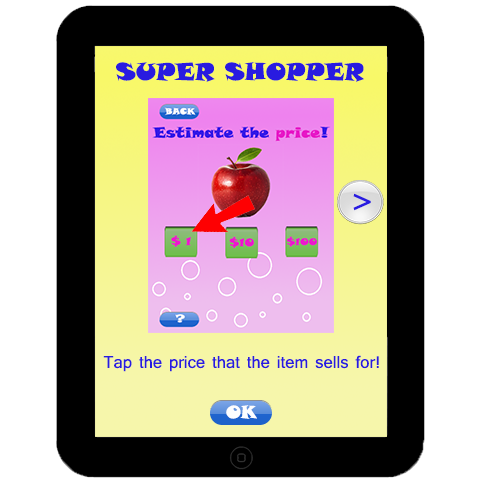 SUPER SHOPPER
BACK
Estimate the price!
>
$ 1 $10 $100
?
Tap the price that the item sells for!
OK